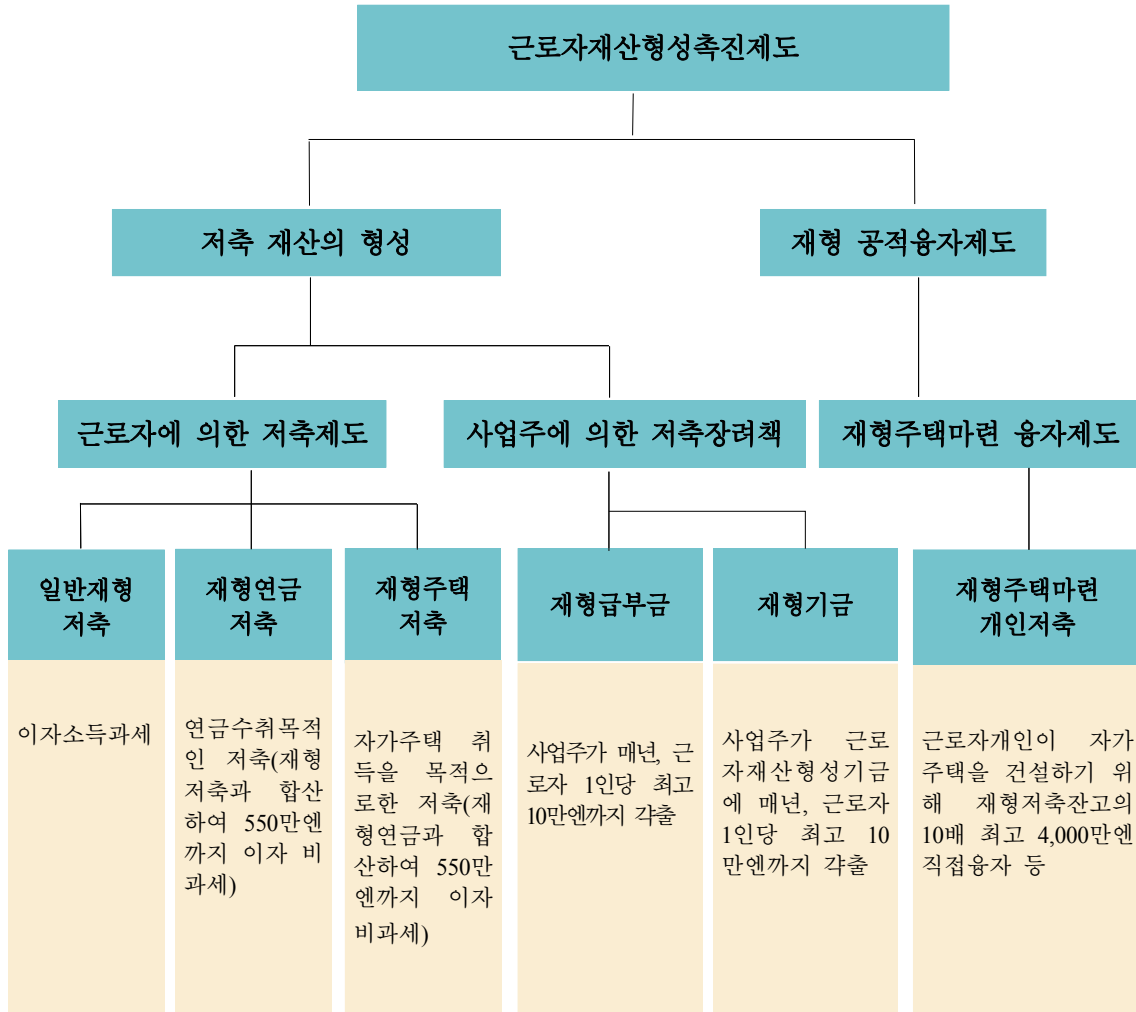 근로자재산형성촉진제도
저축 재산의 형성
재형 공적융자제도
근로자에 의한 저축제도
사업주에 의한 저축장려책
재형주택마련 융자제도
일반재형
저축
재형연금
저축
재형주택
저축
재형급부금
재형기금
재형주택마련
개인저축
이자소득과세
연금수취목적
인 저축(재형
저축과 합산
하여 550만엔
까지 이자 비
과세)
자가주택 취
득을 목적으
로한 저축(재
형연금과 합
산하여 550만
엔까지 이자
비과세)
사업주가 매년, 근
로자 1인당 최고
10만엔까지 갹출
사업주가 근로
자재산형성기금
에 매년, 근로자
1인당 최고 10
만엔까지 갹출
근로자개인이 자가
주택을 건설하기 위
해 재형저축잔고의
10배 최고 4,000만엔
직접융자 등